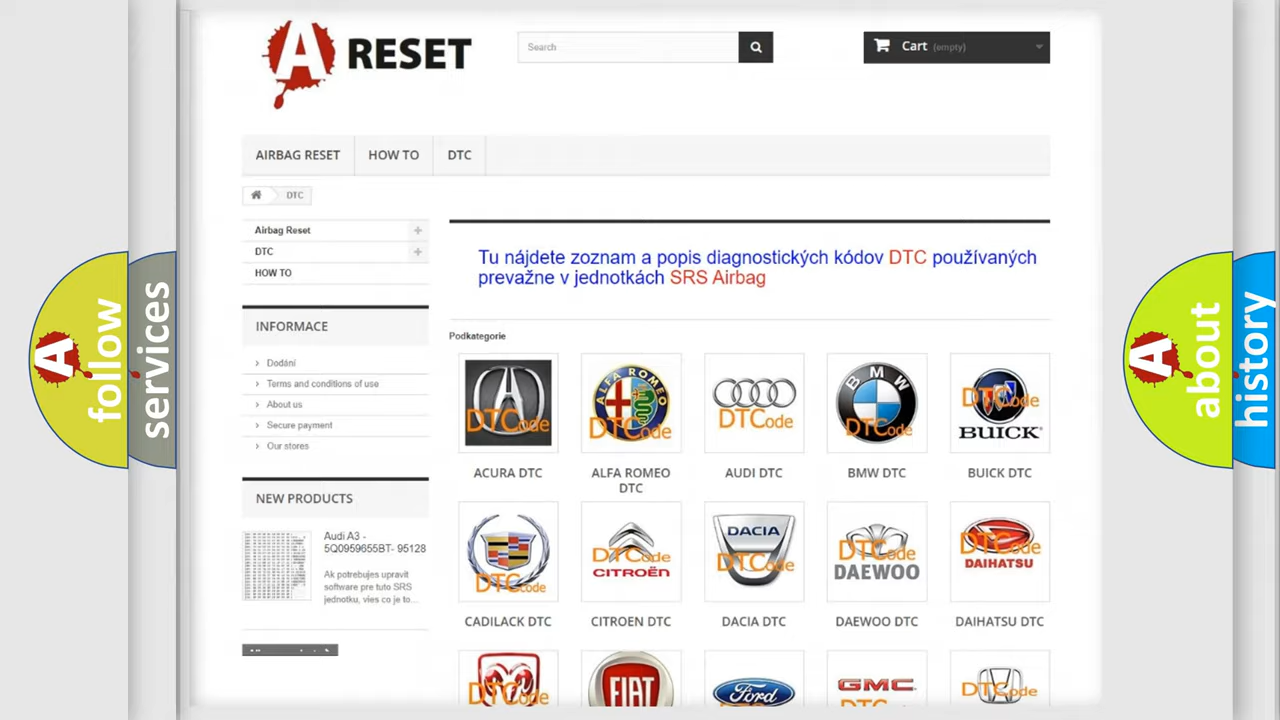 A RESET
Search
Cart (empty)
AIRBAG RESET
HOW TO
DTC
DTC
Airbag Reset
DTC
HOW TO
INFORMACE
Dodání
Terms and conditions of use
About us
Secure payment
Our stores
NEW PRODUCTS
Audi A3 -
5Q0959655BT- 95128
Ak potrebujes upravit
software pre tuto SRS
jednotku, vies co je to...
Tu nájdete zoznam a popis diagnostických kódov DTC používaných
prevažne v jednotkách SRS Airbag
Podkategorie
DTCode
ALFA ROMEO
DTCode
DTCode
BMW
DTCode
DTCode
BUICK
ACURA DTC
ALFA ROMEO
DTC
AUDI DTC
BMW DTC
BUICK DTC
DTCode
DTCode
CITROËN
DACIA
DTCode
DTCode
DAEWOO
DTCode
DAIHATSU
CADILACK DTC
CITROEN DTC
DACIA DTC
DAEWOO DTC
DAIHATSU DTC
DTCode
FIAT
Ford
GMC
DTCode
A
follow
services
A
about
history